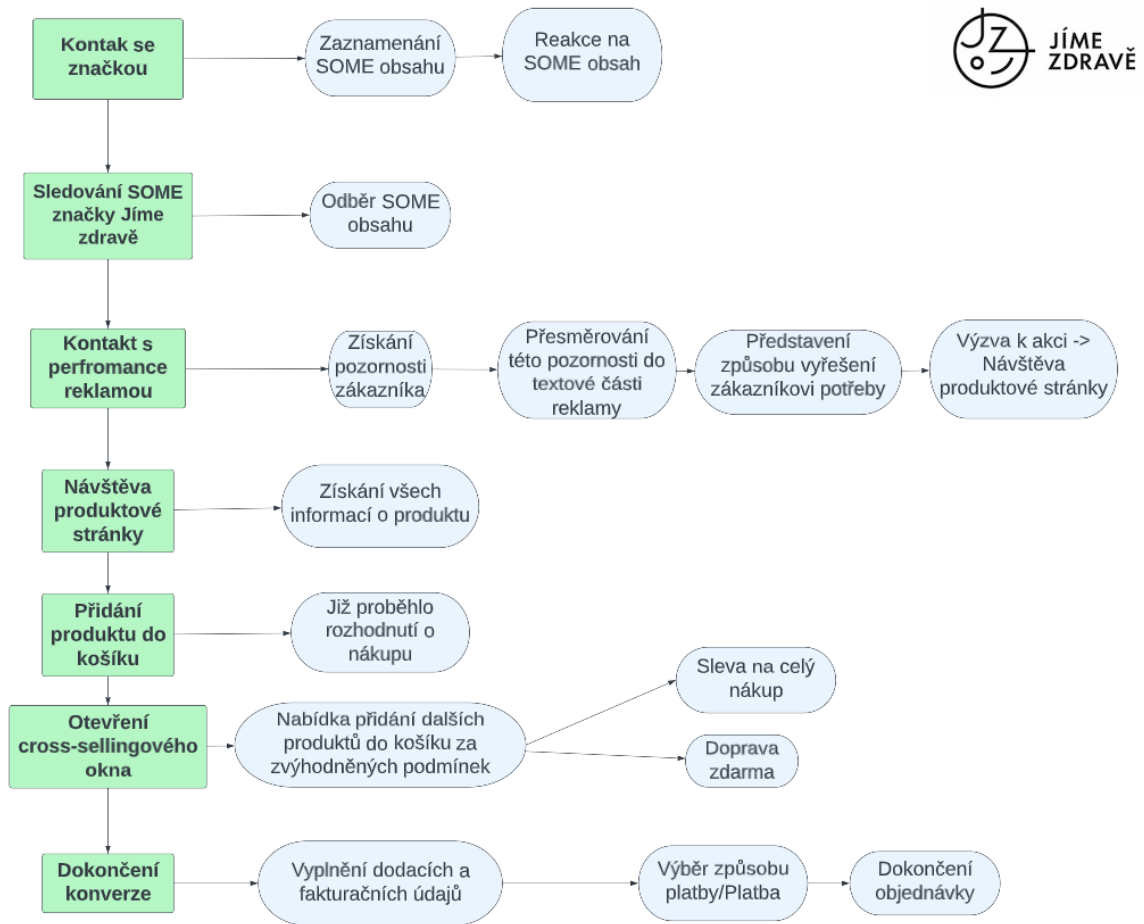 Kontak se
značkou
Zaznamenání
SOME obsahu
Reakce na
SOME obsah
JÍME
ZDRAVĚ
Sledování SOME
značky Jíme
zdravě
Odběr SOME
obsahu
Kontakt s
perfromance
reklamou
Získání
pozornosti
zákazníka
Přesměrování
této pozornosti do
textové části
reklamy
Představení
způsobu vyřešení
zákazníkovi potřeby
Výzva k akci ->
Návštěva
produktové stránky
Návštěva
produktové
stránky
Získání všech
informací o produktu
Přidání
produktu do
košíku
Již proběhlo
rozhodnutí o
nákupu
Otevření
cross-sellingového
okna
Nabídka přidání dalších
produktů do košíku za
zvýhodněných podmínek
Sleva na celý
nákup
Doprava
zdarma
Dokončení
konverze
Vyplnění dodacích a
fakturačních údajů
Výběr způsobu
platby/Platba
Dokončení
objednávky